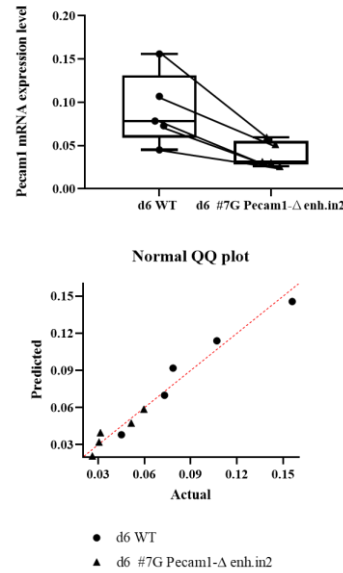 Pecam1 mRNA expression level
0.20
0.15
0.10
0.05
0.00
d6 WT
d6 #7G Pecam1-Δ enh.in2
Normal QQ plot
Predicted
0.15
0.12
0.09
0.06
0.03
0.03 0.06 0.09 0.12 0.15
Actual
d6 WT
d6 #7G Pecam1-Δ enh.in2